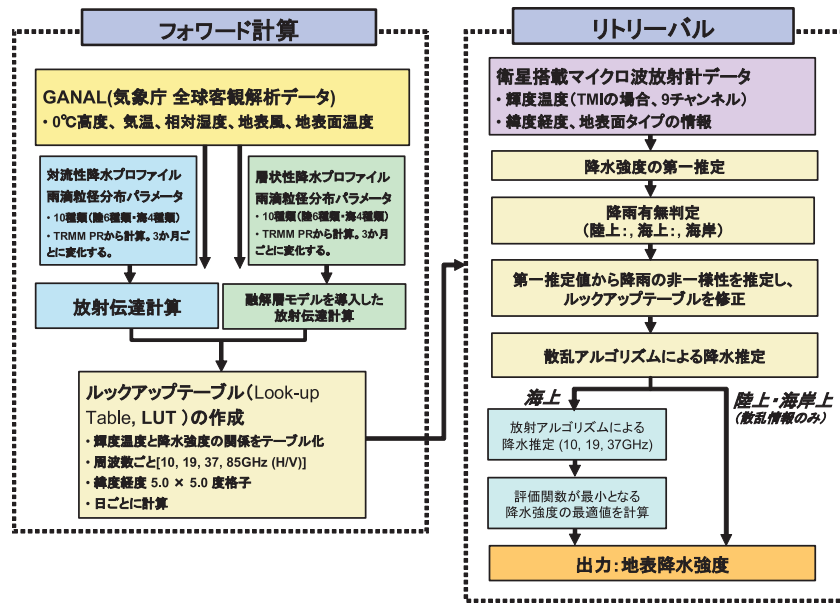 フォワード計算
GANAL(気象庁 全球客観解析データ)
・0℃高度、気温、相対湿度、地表風、地表面温度
対流性降水プロファイル
雨滴粒径分布パラメータ
・10種類(陸6種類・海4種類)
・TRMM PRから計算。3か月ご
とに変化する。
層状性降水プロファイル
雨滴粒径分布パラメータ
・10種類(陸6種類・海4種類)
・TRMM PRから計算。3か月
ごとに変化する。
放射伝達計算
融解層モデルを導入した
放射伝達計算
ルックアップテーブル(Look-up
Table, LUT )の作成
・輝度温度と降水強度の関係をテーブル化
・周波数ごと[10, 19, 37, 85GHz (H/V)]
・緯度経度 5.0 × 5.0 度格子
・日ごとに計算
リトリーバル
衛星搭載マイクロ波放射計データ
・輝度温度(TMIの場合、9チャンネル)
・緯度経度、地表面タイプの情報
降水強度の第一推定
降雨有無判定
(陸上:, 海上:, 海岸)
第一推定値から降雨の非一様性を推定し、
ルックアップテーブルを修正
散乱アルゴリズムによる降水推定
海上
陸上・海岸上
(散乱情報のみ)
放射アルゴリズムによる
降水推定 (10, 19, 37GHz)
評価関数が最小となる
降水強度の最適値を計算
出力:地表降水強度